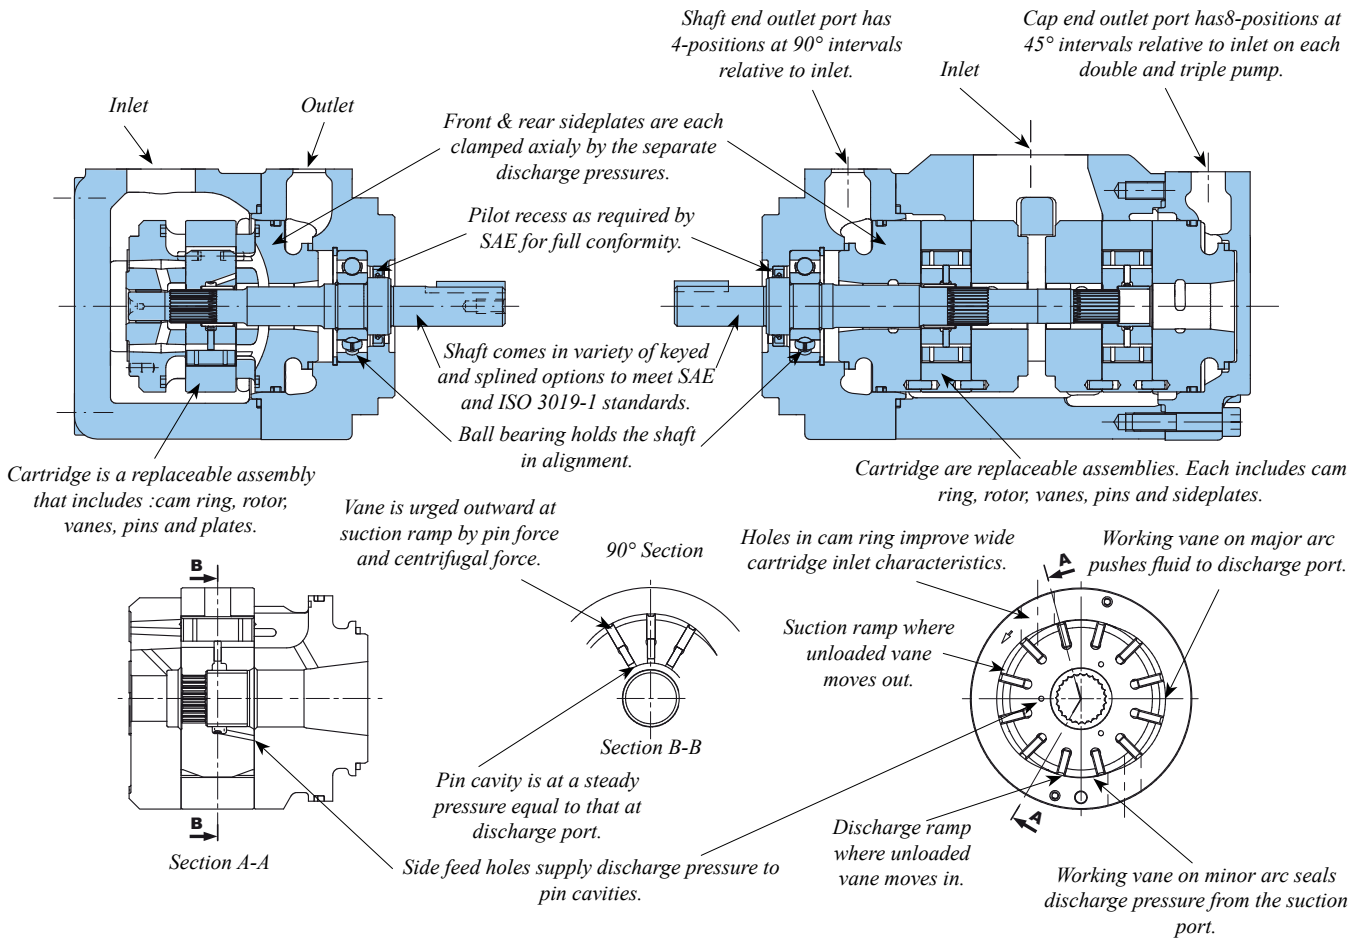 Shaft end outlet port has
4-positions at 90° intervals
relative to inlet.
Cap end outlet port has8-positions at
45° intervals relative to inlet on each
double and triple pump.
Inlet
Inlet
Outlet
Front & rear sideplates are each
clamped axialy by the separate
discharge pressures.
Pilot recess as required by
SAE for full conformity.
Shaft comes in variety of keyed
and splined options to meet SAE
and ISO 3019-1 standards.
Ball bearing holds the shaft
in alignment.
Cartridge is a replaceable assembly
that includes :cam ring, rotor,
vanes, pins and plates.
Cartridge are replaceable assemblies. Each includes cam
ring, rotor, vanes, pins and sideplates.
Vane is urged outward at
suction ramp by pin force
and centrifugal force.
90° Section
Holes in cam ring improve wide
cartridge inlet characteristics.
Working vane on major arc
pushes fluid to discharge port.
B
A
Suction ramp where
unloaded vane
moves out.
Section B-B
Pin cavity is at a steady
pressure equal to that at
discharge port.
B
A
Section A-A
Side feed holes supply discharge pressure to
pin cavities.
Discharge ramp
where unloaded
vane moves in.
Working vane on minor arc seals
discharge pressure from the suction
port.